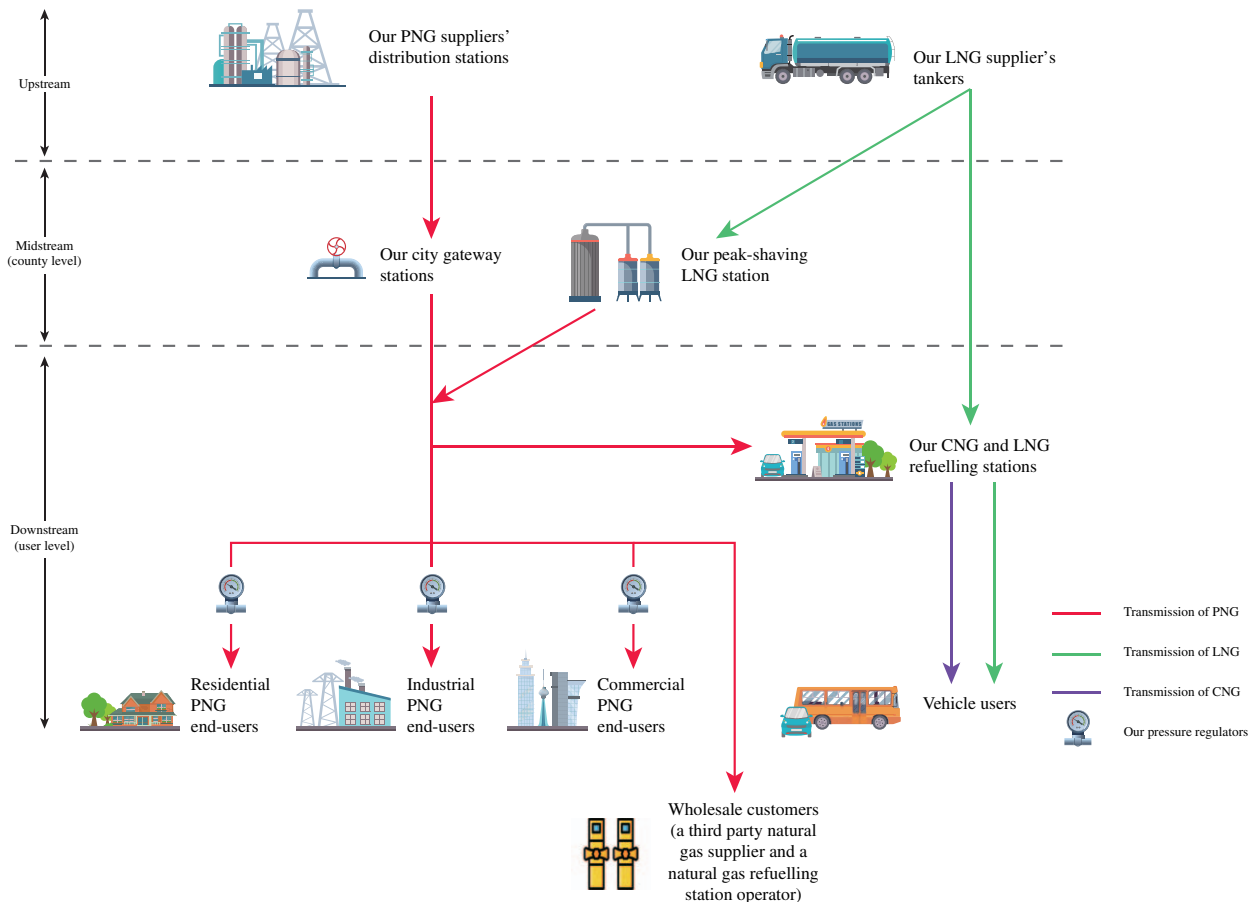 Our PNG suppliers’
distribution stations
Our LNG supplier’s
tankers
Upstream
Midstream
(county level)
Our city gateway
stations
Our peak-shaving
LNG station
GAS STATIONS
Our CNG and LNG
refuelling stations
Downstream
(user level)
Transmission of PNG
Transmission of LNG
Transmission of CNG
Our pressure regulators
Residential
PNG
end-users
Industrial
PNG
end-users
Commercial
PNG
end-users
Vehicle users
Wholesale customers
(a third party natural
gas supplier and a
natural gas refuelling
station operator)